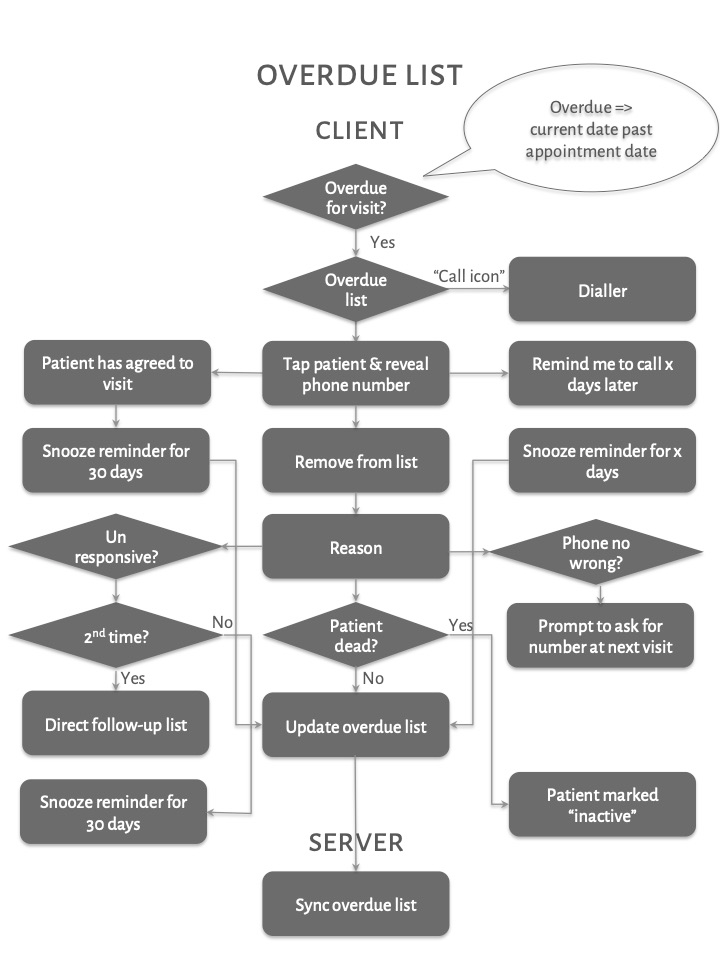 OVERDUE LIST
CLIENT
Overdue =>
current date past
appointment date
Overdue
for visit?
Yes
Overdue
list
“Call icon”
Dialler
Patient has agreed to
visit
Tap patient & reveal
phone number
Remind me to call x
days later
Snooze reminder for
30 days
Remove from list
Snooze reminder for x
days
Un
responsive?
Reason
Phone no
wrong?
2nd time?
No
Patient
dead?
Yes
Prompt to ask for
number at next visit
Yes
No
Direct follow-up list
Update overdue list
Snooze reminder for
30 days
Patient marked
“inactive”
SERVER
Sync overdue list